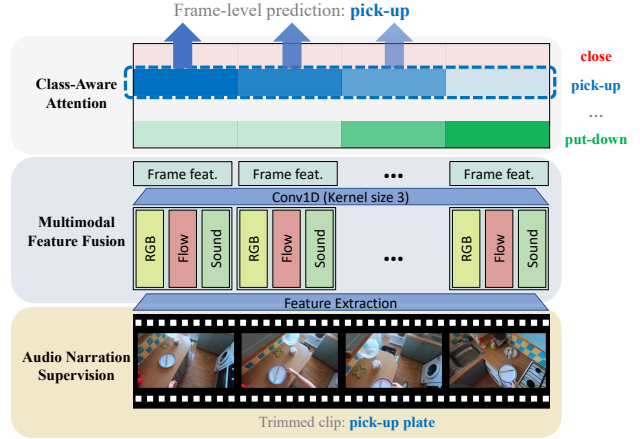 Frame-level prediction: pick-up
Class-Aware
Attention
close
pick-up
...
put-down
Frame feat.
Frame feat.
...
Frame feat.
Conv1D (Kernel size 3)
Multimodal
Feature Fusion
RGB
Flow
Sound
RGB
Flow
Sound
...
RGB
Flow
Sound
Feature Extraction
Audio Narration
Supervision
Trimmed clip: pick-up plate